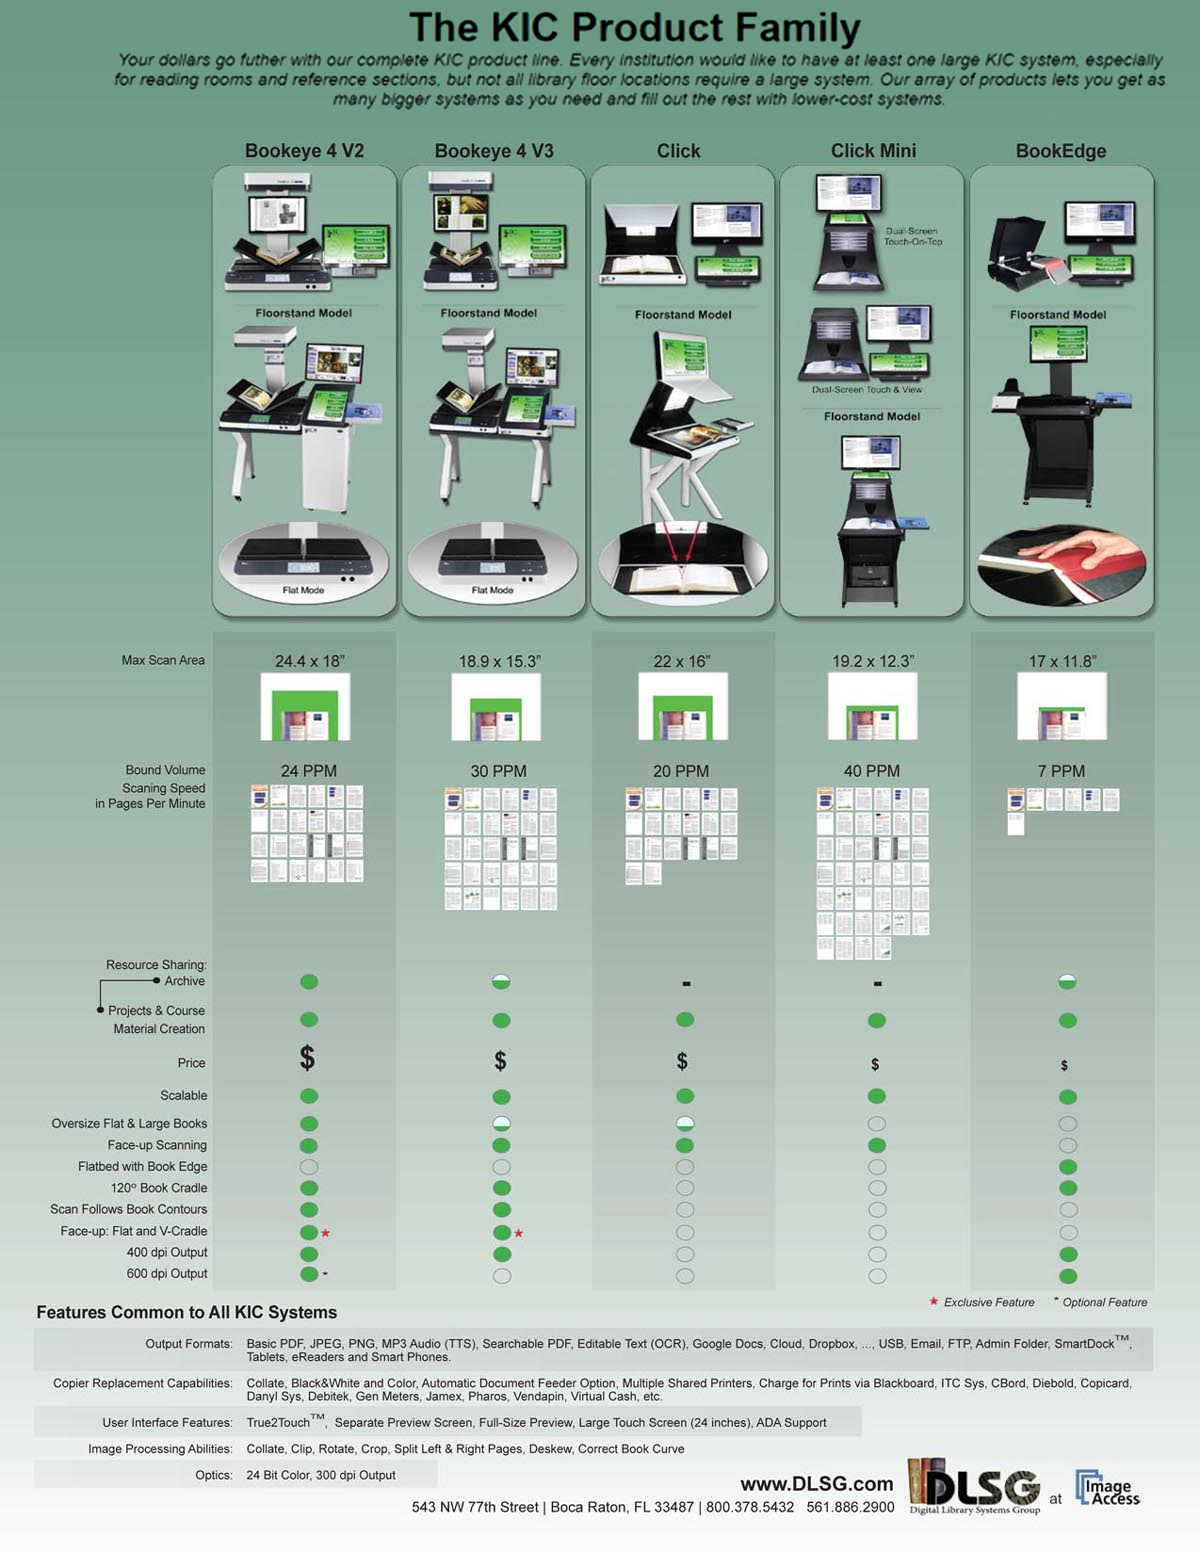 The KIC Product Family
Your dollars go futher with our complete KIC product line. Every institution would like to have at least one large KIC system, especially
for reading rooms and reference sections, but not all library floor locations require a large system. Our array of products lets you get as
many bigger systems as you need and fill out the rest with lower-cost systems.
Bookeye 4 V2
Bookeye 4 V3
Click
Click Mini
BookEdge
Dual-Screen
Touch-On-Top
Floorstand Model
Floorstand Model
Floorstand Model
Floorstand Model
Dual-Screen Touch & View
Floorstand Model
Flat Mode
Flat Mode
Max Scan Area
24.4 x 18”
18.9 x 15.3”
22 x 16”
19.2 x 12.3”
17 x 11.8”
Bound Volume
Scaning Speed
in Pages Per Minute
24 PPM
30 PPM
20 PPM
40 PPM
7 PPM
Resource Sharing:
Archive
- -
Projects & Course
Material Creation
Price
$ $ $ $ $
Scalable
Oversize Flat & Large Books
Face-up Scanning
Flatbed with Book Edge
120º Book Cradle
Scan Follows Book Contours
Face-up: Flat and V-Cradle ★ ★
400 dpi Output
600 dpi Output *
★ Exclusive Feature * Optional Feature
Features Common to All KIC Systems
Output Formats: Basic PDF, JPEG, PNG, MP3 Audio (TTS), Searchable PDF, Editable Text (OCR), Google Docs, Cloud, Dropbox, ..., USB, Email, FTP, Admin Folder, SmartDock™,
Tablets, eReaders and Smart Phones.
Copier Replacement Capabilities: Collate, Black&White and Color, Automatic Document Feeder Option, Multiple Shared Printers, Charge for Prints via Blackboard, ITC Sys, CBord, Diebold, Copicard,
Danyl Sys, Debitek, Gen Meters, Jamex, Pharos, Vendapin, Virtual Cash, etc.
User Interface Features: True2Touch™, Separate Preview Screen, Full-Size Preview, Large Touch Screen (24 inches), ADA Support
Image Processing Abilities: Collate, Clip, Rotate, Crop, Split Left & Right Pages, Deskew, Correct Book Curve
Optics: 24 Bit Color, 300 dpi Output
www.DLSG.com
543 NW 77th Street | Boca Raton, FL 33487 | 800.378.5432 561.886.2900
DLSG
Digital Library Systems Group
at
Image
Access